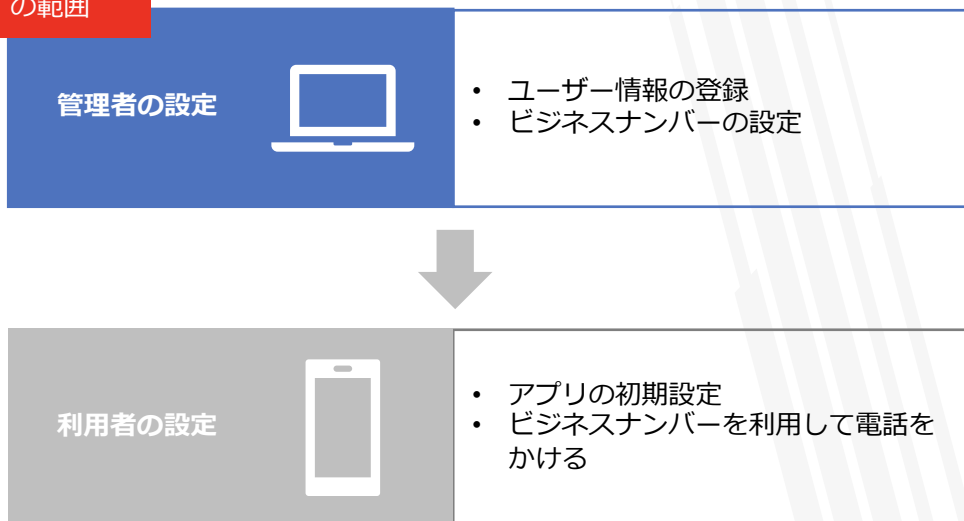 の範囲
管理者の設定
• ユーザー情報の登録
• ビジネスナンバーの設定
利用者の設定
• アプリの初期設定
• ビジネスナンバーを利用して電話を
かける